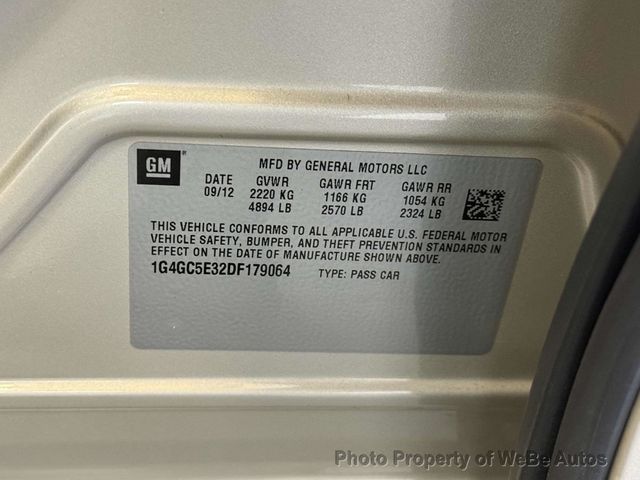 GM ®
MFD BY GENERAL MOTORS LLC
DATE GVWR GAWR FRT GAWR RR
09/12 2220 KG 1166 KG 1054 KG
4894 LB 2570 LB 2324 LB
THIS VEHICLE CONFORMS TO ALL APPLICABLE U.S. FEDERAL MOTOR
VEHICLE SAFETY, BUMPER, AND THEFT PREVENTION STANDARDS IN
EFFECT ON THE DATE OF MANUFACTURE SHOWN ABOVE.
1G4GC5E32DF179064 TYPE: PASS CAR
Photo Property of WeBe Autos